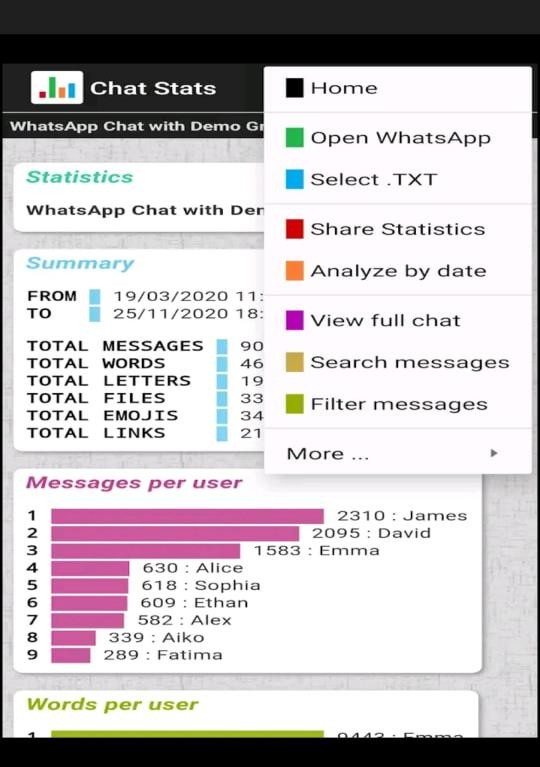 Chat Stats
WhatsApp Chat with Demo
Home
Open WhatsApp
Select .TXT
Share Statistics
Analyze by date
View full chat
Search messages
Filter messages
More ...
Statistics
WhatsApp Chat with
Summary
FROM 19/03/2020 11:
TO 25/11/2020 18:
TOTAL MESSAGES 90
TOTAL WORDS 46
TOTAL LETTERS 19
TOTAL FILES 33
TOTAL EMOJIS 34
TOTAL LINKS 21
Messages per user
1 2310 : James
2 2095 : David
3 1583 : Emma
4 630 : Alice
5 618 : Sophia
6 609 : Ethan
7 582 : Alex
8 339 : Aiko
9 289 : Fatima
Words per user
1 9443 : Emma